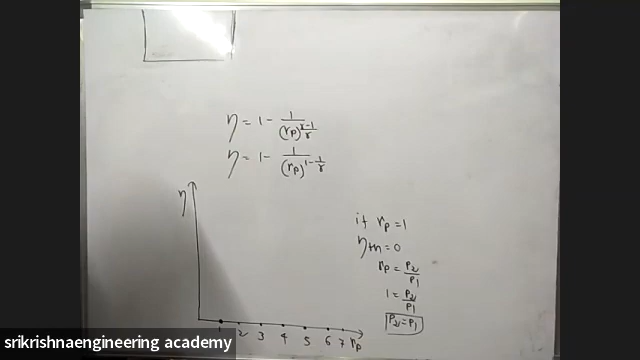 η = 1 - 1/(rp)^(γ-1/γ)
η = 1 - 1/(rp)^(1-1/γ)
η
if rp = 1
ηth = 0
rp = P2/P1
1 = P2/P1
P2 = P1
1 2 3 4 5 6 7 rp
srikrishnaengineering academy